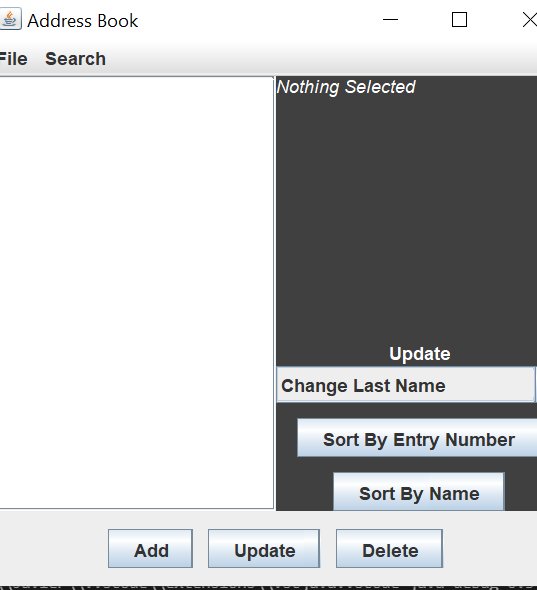 Address Book
File Search
Nothing Selected
Update
Change Last Name
Sort By Entry Number
Sort By Name
Add Update Delete